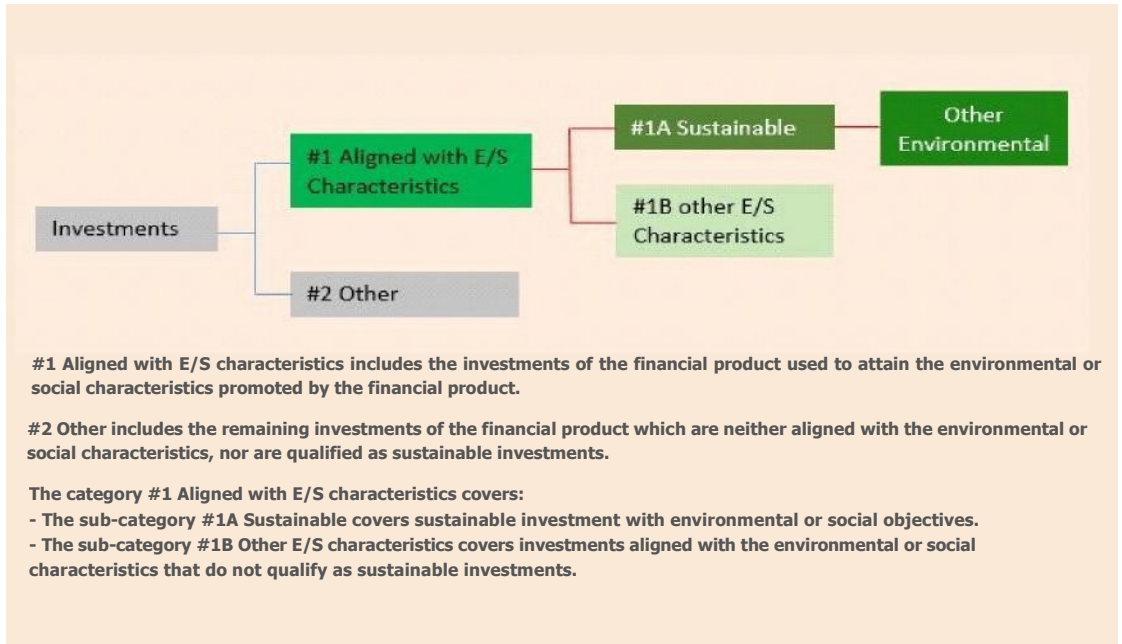 Other
Environmental
#1A Sustainable
#1 Aligned with E/S
Characteristics
#1B other E/S
Characteristics
Investments
#2 Other
#1 Aligned with E/S characteristics includes the investments of the financial product used to attain the environmental or
social characteristics promoted by the financial product.
#2 Other includes the remaining investments of the financial product which are neither aligned with the environmental or
social characteristics, nor are qualified as sustainable investments.
The category #1 Aligned with E/S characteristics covers:
- The sub-category #1A Sustainable covers sustainable investment with environmental or social objectives.
- The sub-category #1B Other E/S characteristics covers investments aligned with the environmental or social
characteristics that do not qualify as sustainable investments.